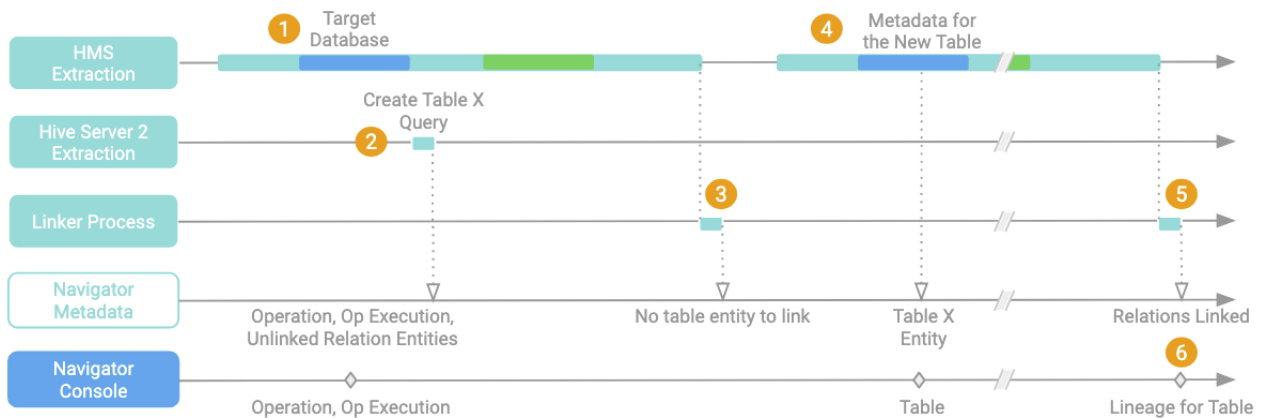 1
Target
Database
4
Metadata for
the New Table
HMS
Extraction
Create Table X
Query
Hive Server 2
Extraction
2
3
5
Linker Process
Navigator
Metadata
Operation, Op Execution,
Unlinked Relation Entities
No table entity to link
Table X
Entity
Relations Linked
6
Navigator
Console
Operation, Op Execution
Table
Lineage for Table